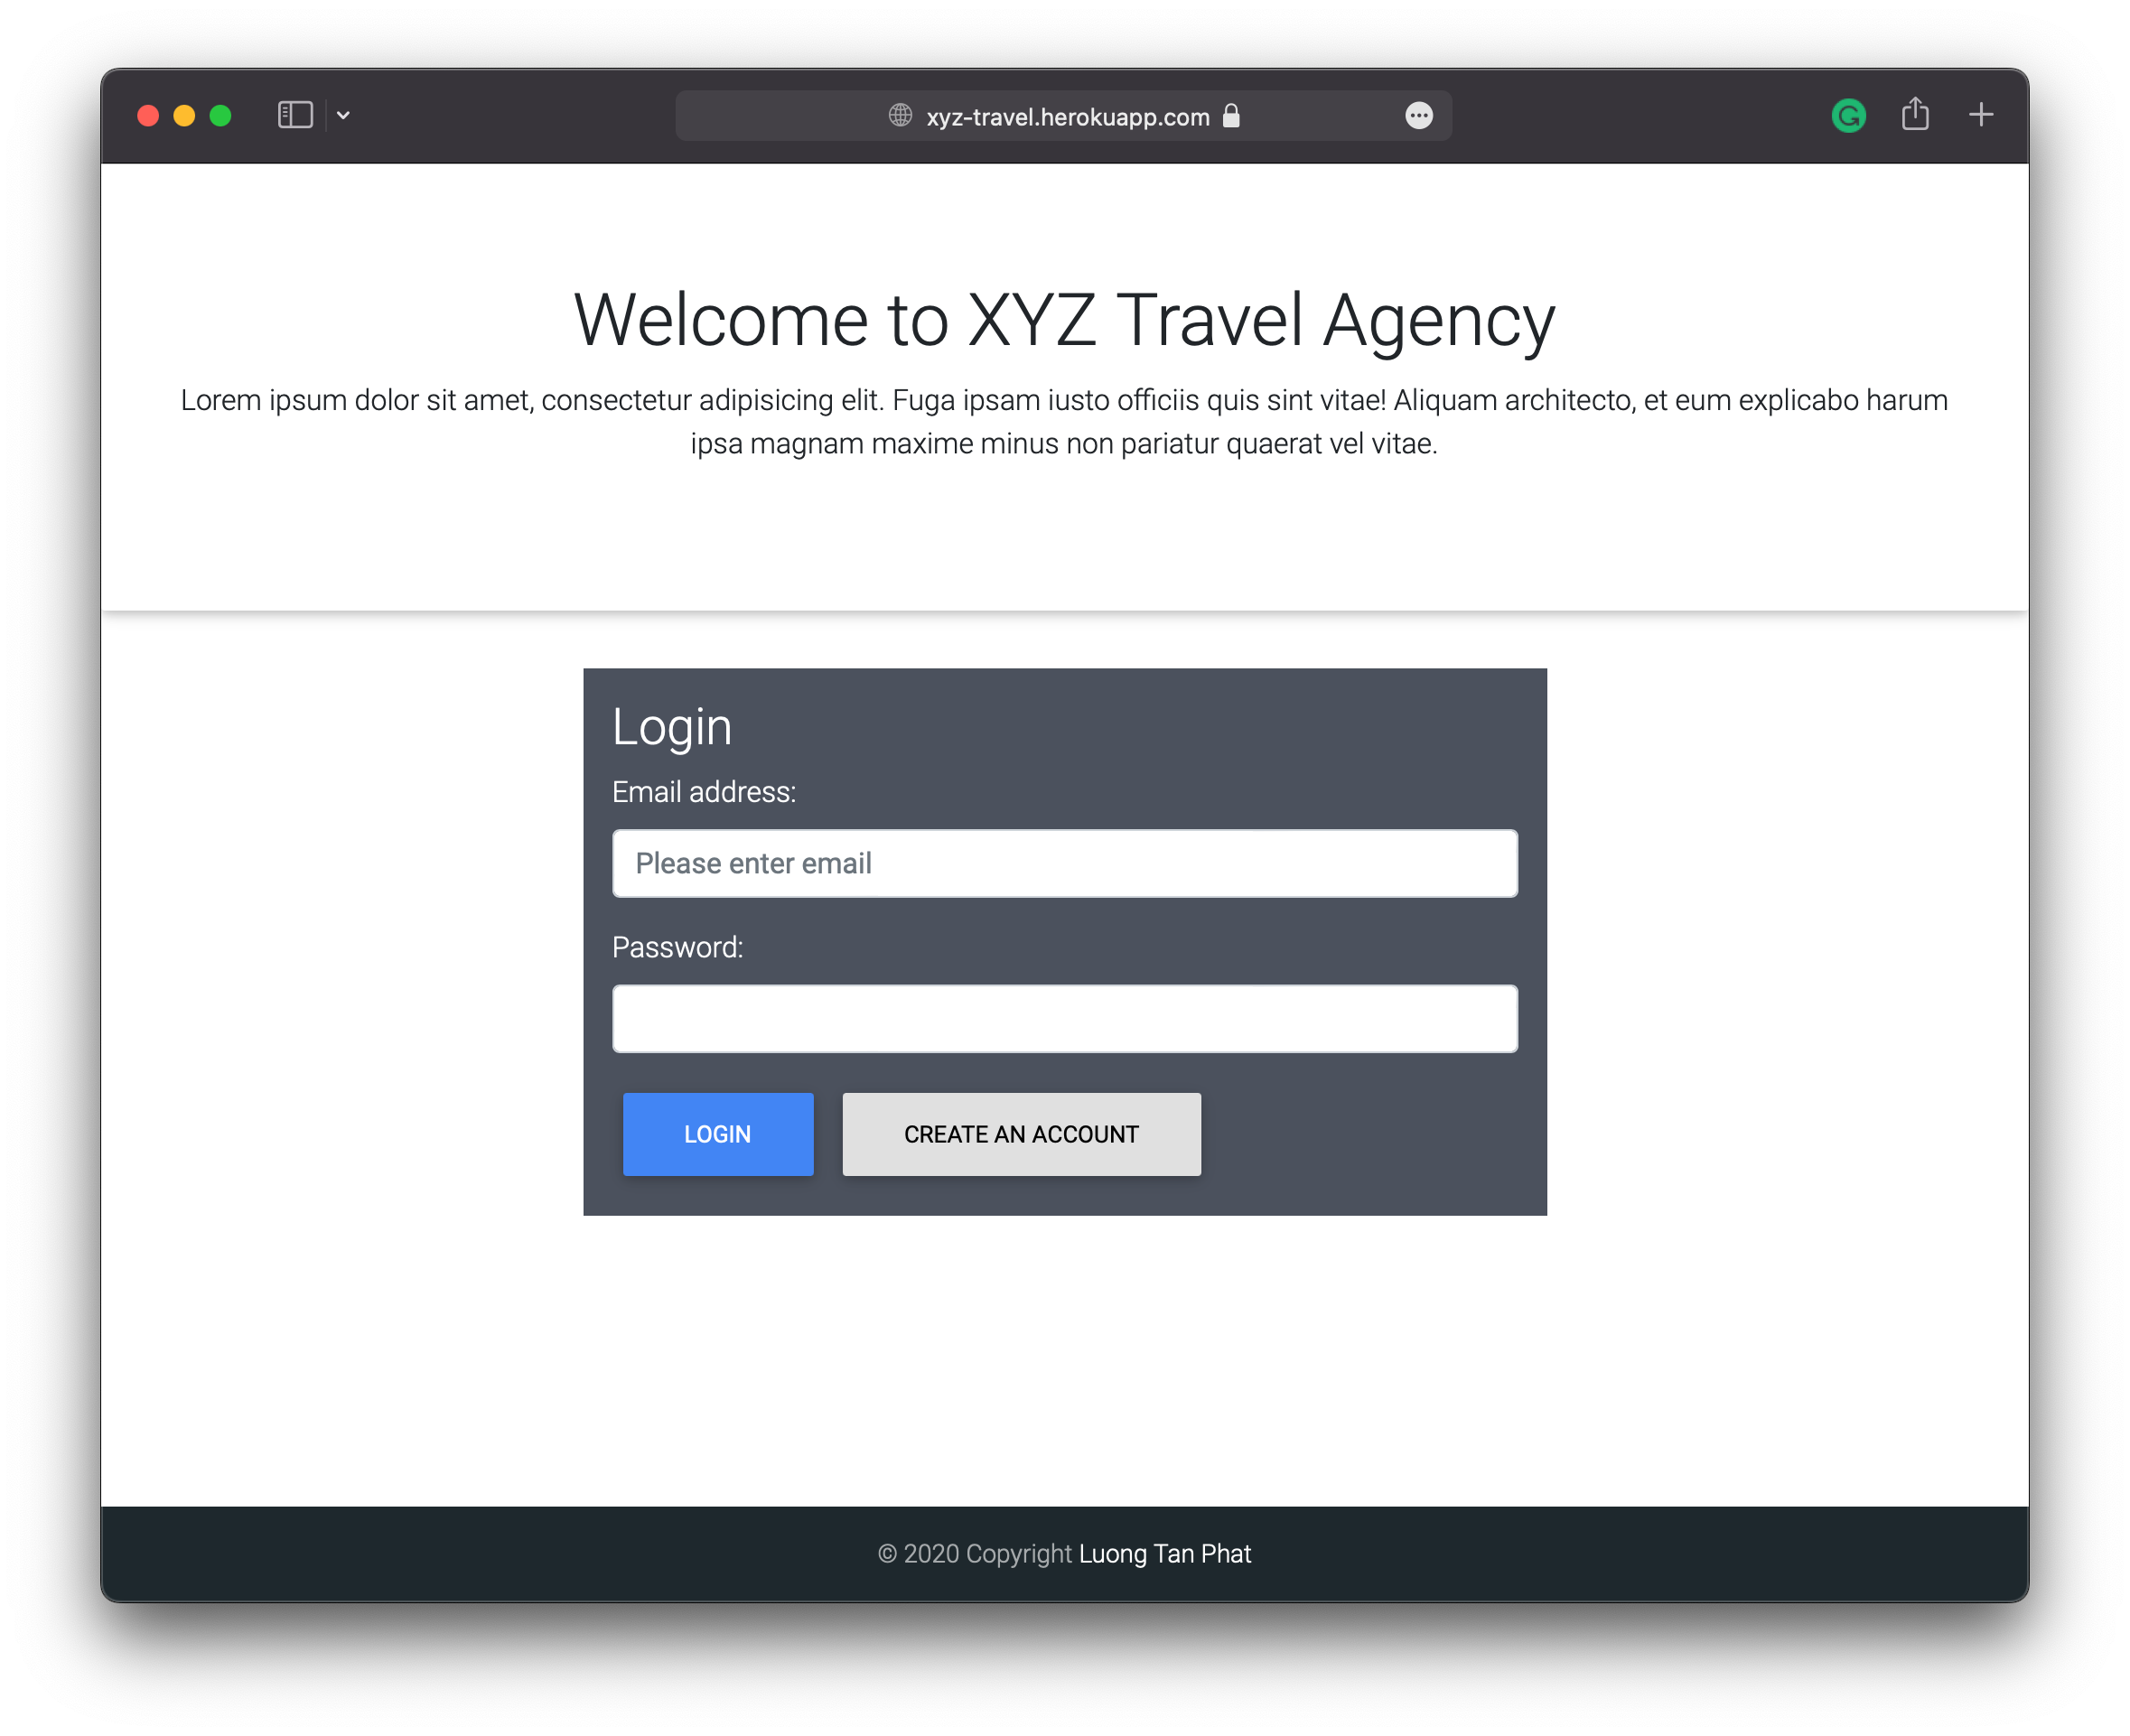 xyz-travel.herokuapp.com
Welcome to XYZ Travel Agency
Lorem ipsum dolor sit amet, consectetur adipisicing elit. Fuga ipsam iusto officiis quis sint vitae! Aliquam architecto, et eum explicabo harum
ipsa magnam maxime minus non pariatur quaerat vel vitae.
Login
Email address:
Please enter email
Password:
LOGIN
CREATE AN ACCOUNT
© 2020 Copyright Luong Tan Phat